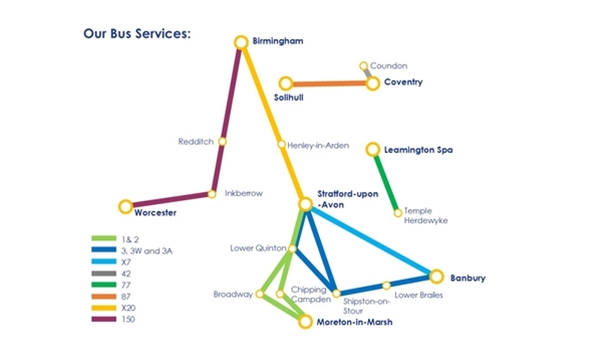 Our Bus Services:
Birmingham
Coundon
Coventry
Solihull
Redditch
Henley-in-Arden
Leamington Spa
Inkberrow
Stratford-upon
-Avon
Worcester
Temple
Herdewyke
1& 2
3, 3W and 3A
X7
42
77
87
X20
150
Lower Quinton
Banbury
Broadway
Chipping
Campden
Shipston-on-
Stour
Lower Brailes
Moreton-in-Marsh